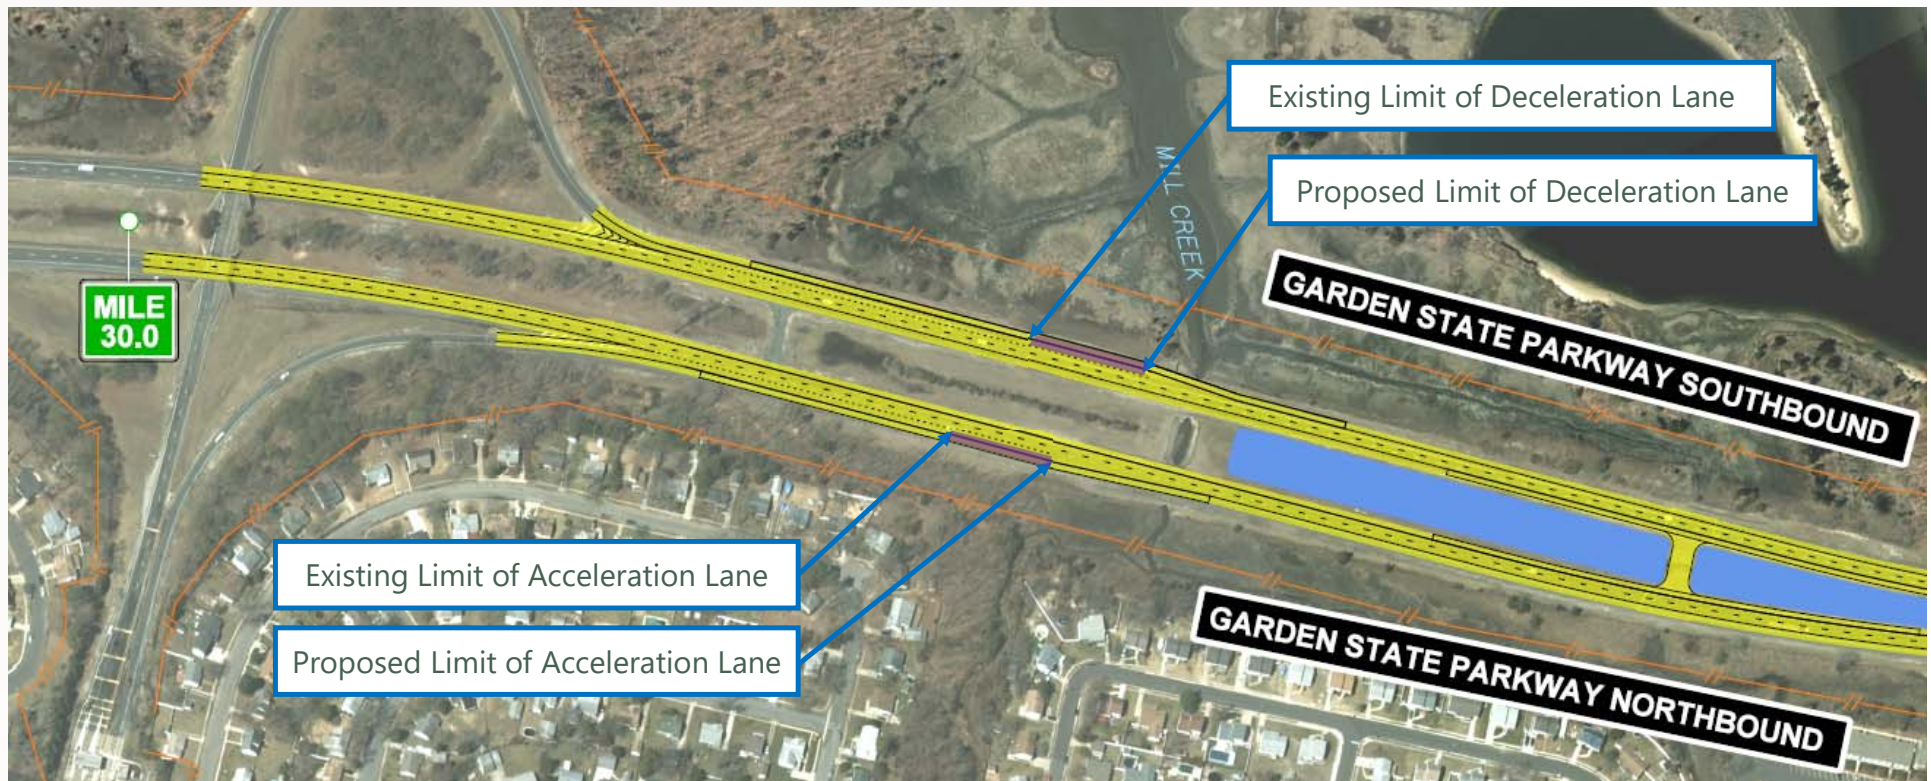 Existing Limit of Deceleration Lane
Proposed Limit of Deceleration Lane
MILL CREEK
GARDEN STATE PARKWAY SOUTHBOUND
MILE
30.0
Existing Limit of Acceleration Lane
Proposed Limit of Acceleration Lane
GARDEN STATE PARKWAY NORTHBOUND